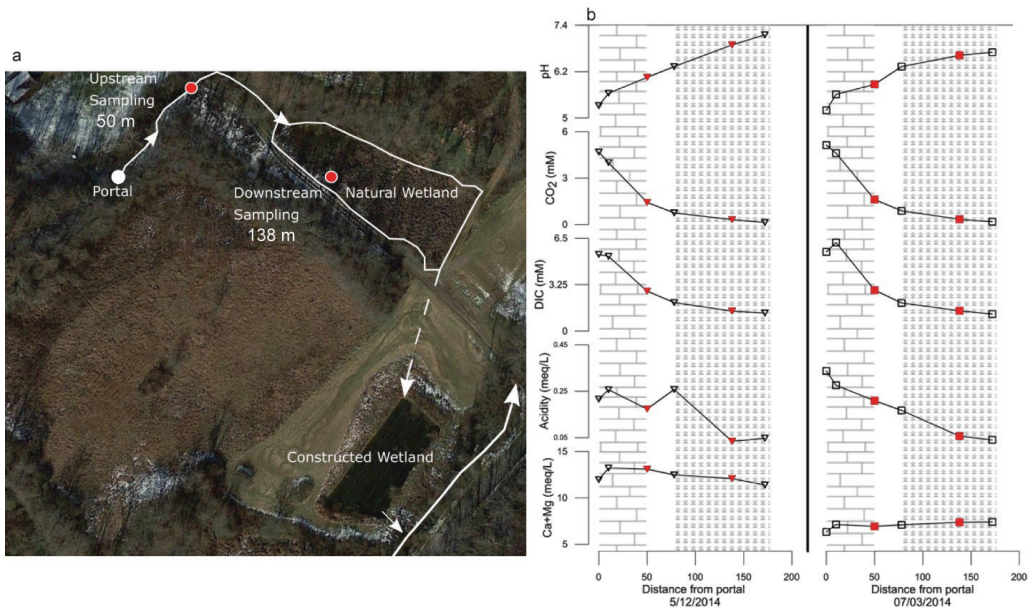 a
Upstream
Sampling
50 m
Portal
Downstream
Sampling
138 m
Natural Wetland
Constructed Wetland
b
7.4
6.2
5
pH
6
3
0
CO2 (mM)
6.5
3.25
0
DIC (mM)
0.45
0.25
0.05
Acidity (meq/L)
15
10
5
Ca+Mg (meq/L)
0 50 100 150 200
Distance from portal
5/12/2014
0 50 100 150 200
Distance from portal
07/03/2014